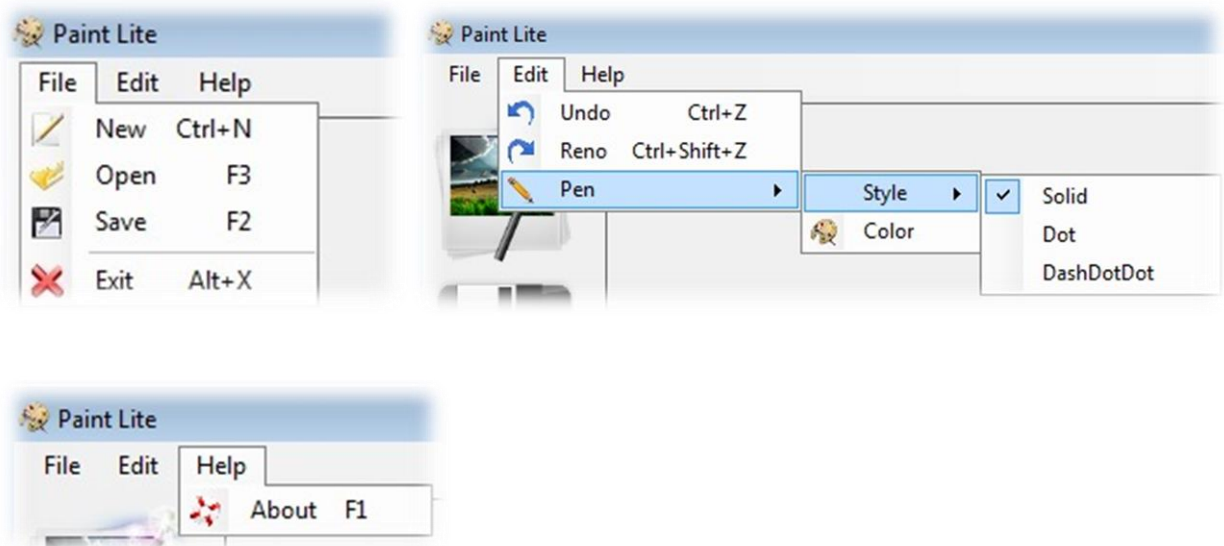 Paint Lite
File Edit Help
New Ctrl+N
Open F3
Save F2
Exit Alt+X
Paint Lite
File Edit Help
Undo Ctrl+Z
Reno Ctrl+Shift+Z
Pen
Style
Color
Solid
Dot
DashDotDot
Paint Lite
File Edit Help
About F1